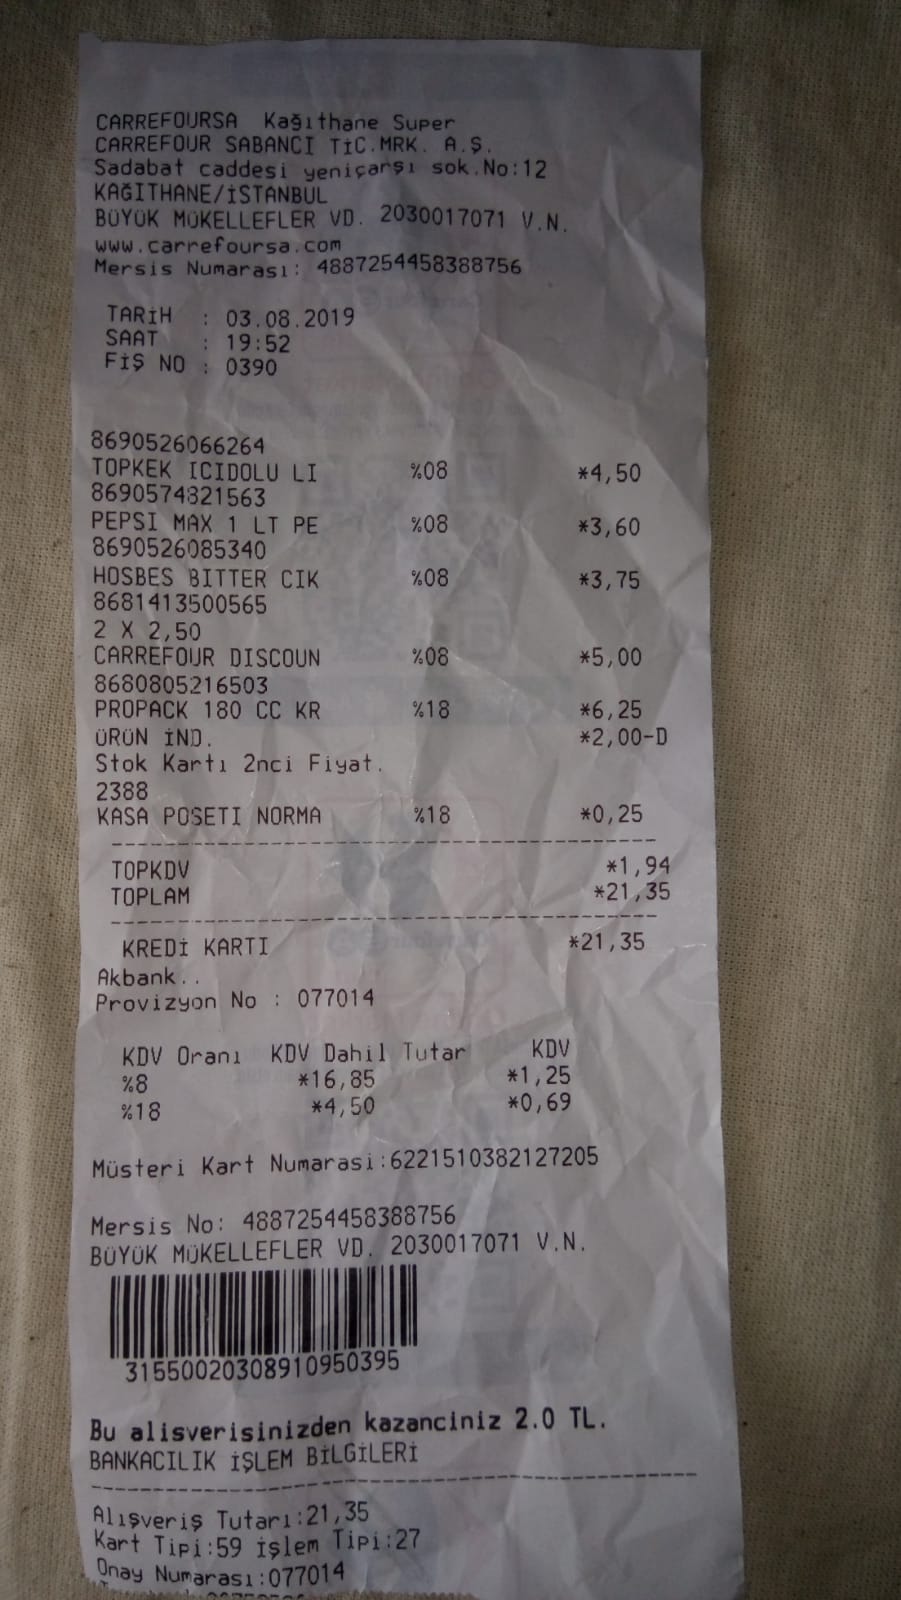 CARREFOURSA Kağıthane Super
CARREFOUR SABANCI TİC.MRK. A.Ş.
Sadabat caddesi yeniçarşı sok.No:12
KAĞITHANE/İSTANBUL
BÜYÜK MÜKELLEFLER VD. 2030017071 V.N.
www.carrefoursa.com
Mersis Numarası: 4887254458388756
TARİH : 03.08.2019
SAAT : 19:52
FİŞ NO : 0390
8690526066264
TOPKEK ICIDOLU LI %08 *4,50
8690574821563
PEPSI MAX 1 LT PE %08 *3,60
8690526085340
HOSBES BITTER CIK %08 *3,75
8681413500565
2 X 2,50
CARREFOUR DISCOUN %08 *5,00
8680805216503
PROPACK 180 CC KR %18 *6,25
ÜRÜN İND. *2,00-D
Stok Kartı 2nci Fiyat.
2388
KASA POSETI NORMA %18 *0,25
TOPKDV *1,94
TOPLAM *21,35
KREDİ KARTI *21,35
Akbank..
Provizyon No : 077014
KDV Oranı KDV Dahil Tutar KDV
%8 *16,85 *1,25
%18 *4,50 *0,69
Müsteri Kart Numarasi:6221510382127205
Mersis No: 4887254458388756
BÜYÜK MÜKELLEFLER VD. 2030017071 V.N.
31550020308910950395
Bu alisverisinizden kazanciniz 2.0 TL.
BANKACILIK İŞLEM BİLGİLERİ
Alışveriş Tutarı:21,35
Kart Tipi:59 İşlem Tipi:27
Onay Numarası:077014